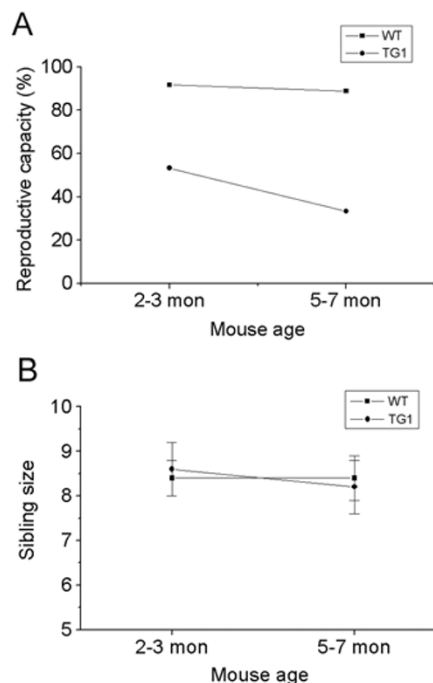 A
WT
TG1
100
80
60
40
20
0
Reproductive capacity (%)
2-3 mon
5-7 mon
Mouse age
B
WT
TG1
10
9
8
7
6
5
Sibling size
2-3 mon
5-7 mon
Mouse age